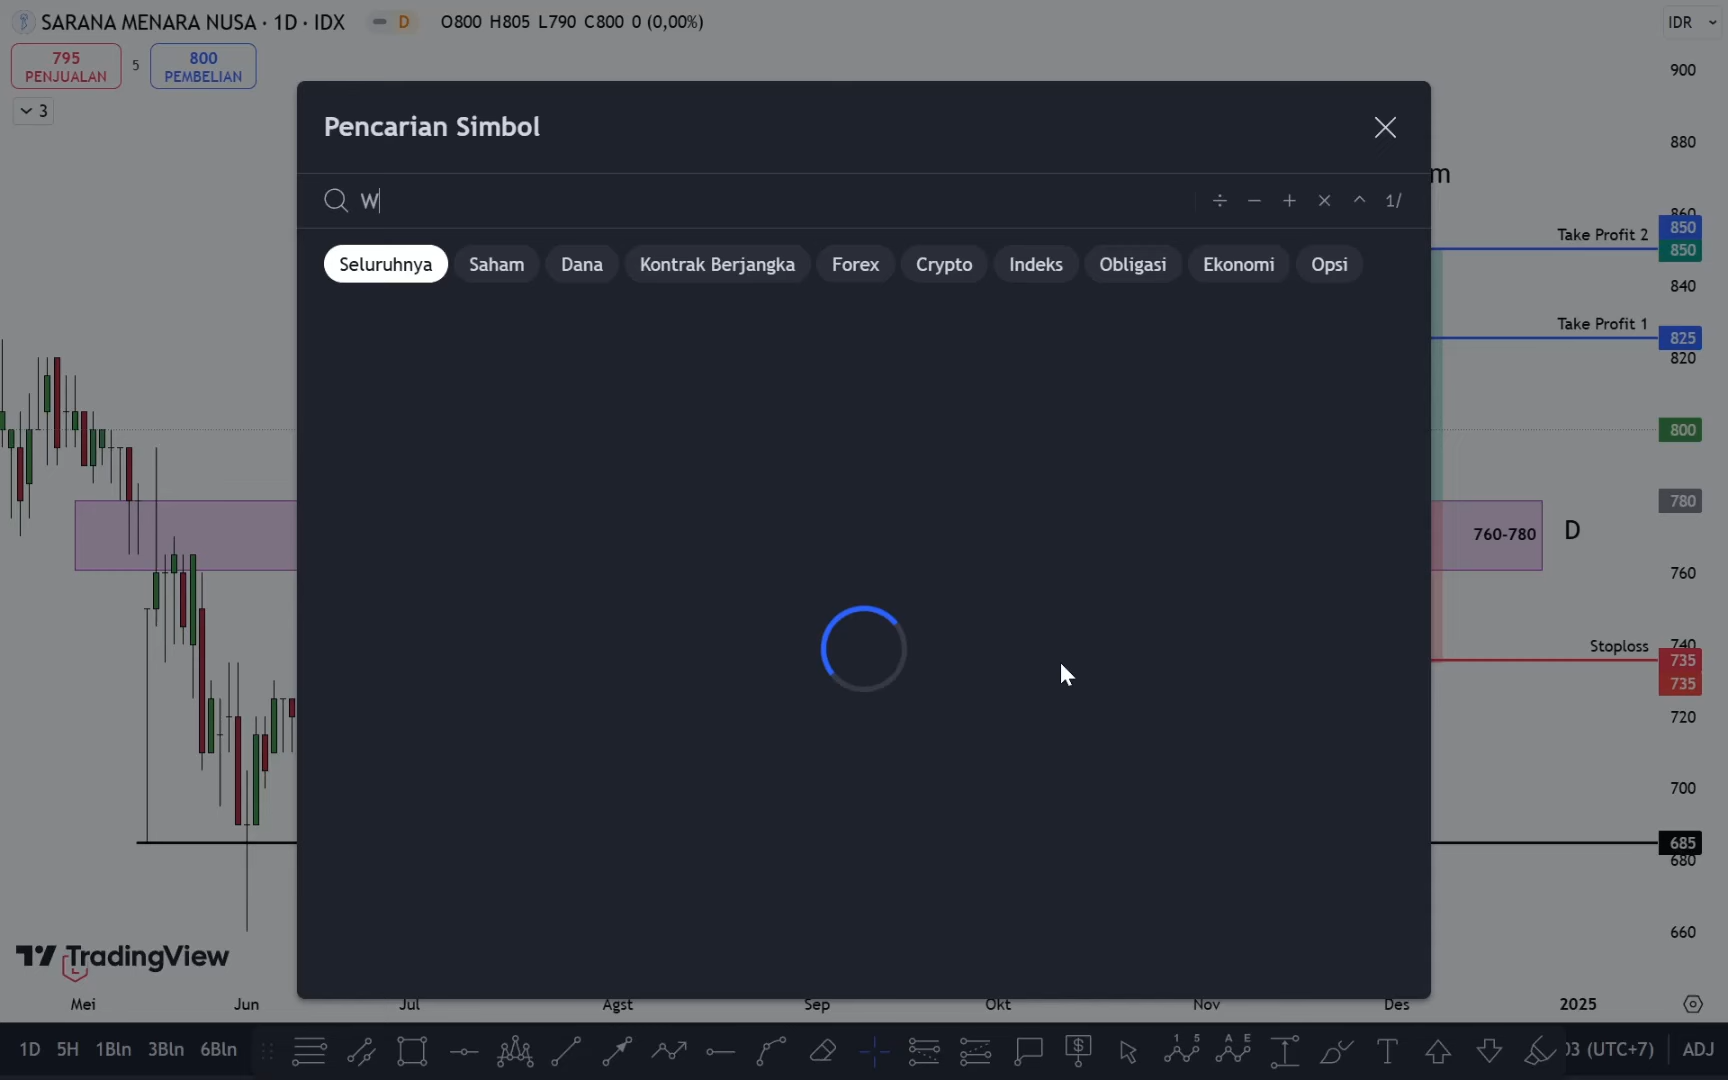 SARANA MENARA NUSA · 1D · IDX
D
O800 H805 L790 C800 0 (0,00%)
IDR
795
PENJUALAN
5
800
PEMBELIAN
3
Pencarian Simbol
W
÷ − + × ^ 1/
Seluruhnya
Saham
Dana
Kontrak Berjangka
Forex
Crypto
Indeks
Obligasi
Ekonomi
Opsi
m
900
880
860
Take Profit 2
850
850
840
Take Profit 1
825
820
800
780
760-780
D
760
740
Stoploss
735
735
720
700
685
680
660
TradingView
Mei
Jun
Jul
Agst
Sep
Okt
Nov
Des
2025
1D
5H
1Bln
3Bln
6Bln
03 (UTC+7)
ADJ